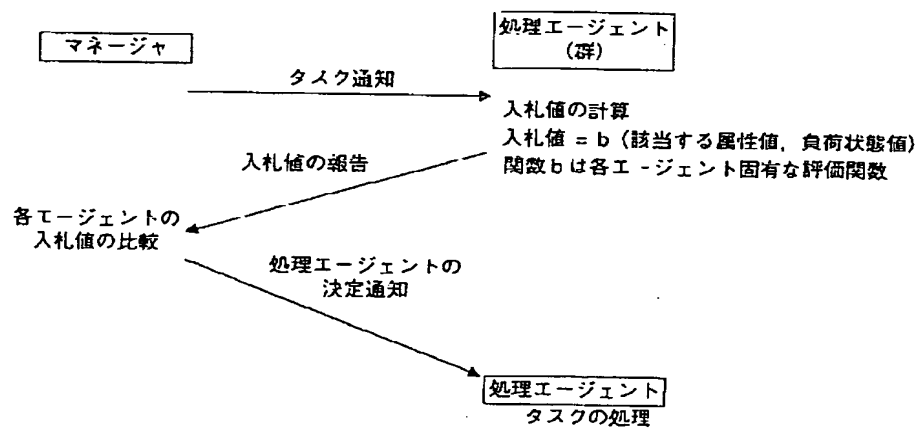 マネージャ
処理エージェント
(群)
タスク通知
入札値の計算
入札値 = b (該当する属性値, 負荷状態値)
関数bは各エージェント固有な評価関数
入札値の報告
各エージェントの
入札値の比較
処理エージェントの
決定通知
処理エージェント
タスクの処理